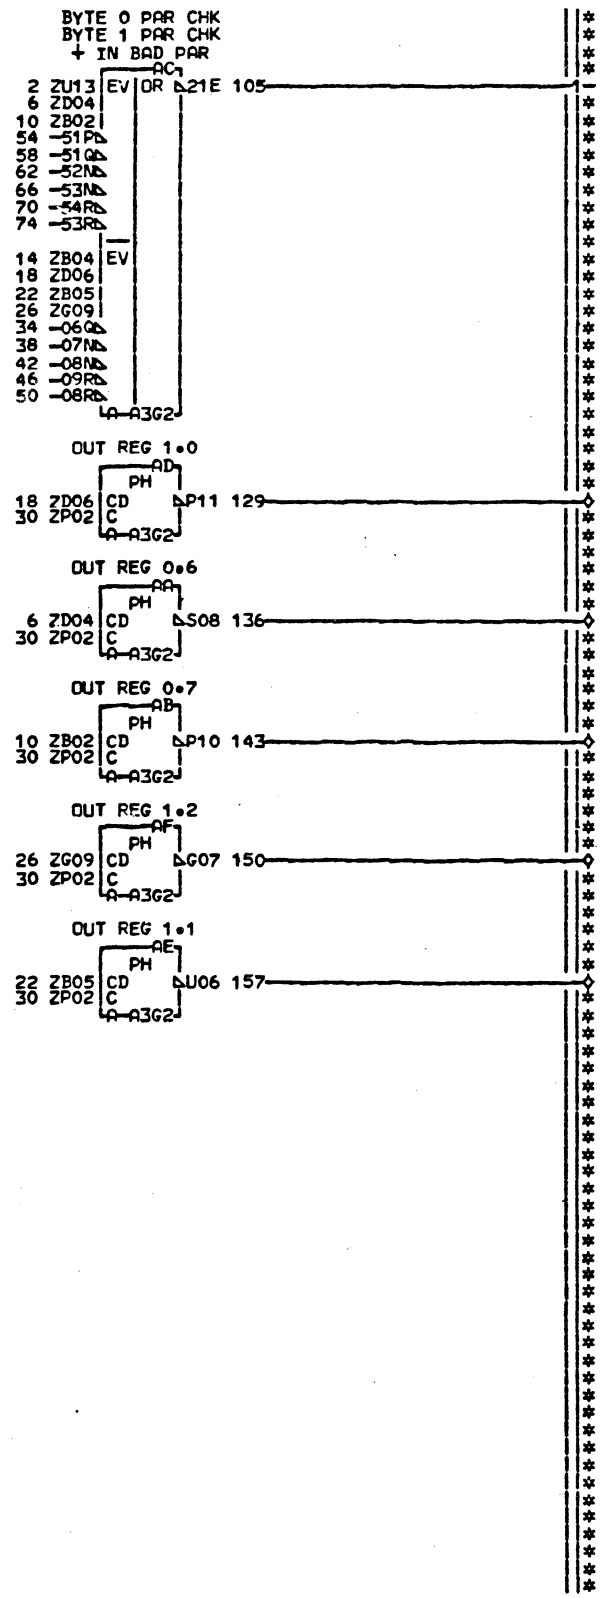 BYTE 0 PAR CHK
BYTE 1 PAR CHK
+ IN BAD PAR
AC
2 ZU13 EV OR 21E 105 1
6 ZD04
10 ZB02
54 -51P
58 -51Q
62 -52N
66 -53N
70 -54R
74 -53R
14 ZB04 EV
18 ZD06
22 ZB05
26 ZG09
34 -06Q
38 -07N
42 -08N
46 -09R
50 -08R
A-A3G2
OUT REG 1.0
AD
PH
18 ZD06 CD P11 129
30 ZP02 C
A-A3G2
OUT REG 0.6
AA
PH
6 ZD04 CD S08 136
30 ZP02 C
A-A3G2
OUT REG 0.7
AB
PH
10 ZB02 CD P10 143
30 ZP02 C
A-A3G2
OUT REG 1.2
AF
PH
26 ZG09 CD G07 150
30 ZP02 C
A-A3G2
OUT REG 1.1
AE
PH
22 ZB05 CD U06 157
30 ZP02 C
A-A3G2